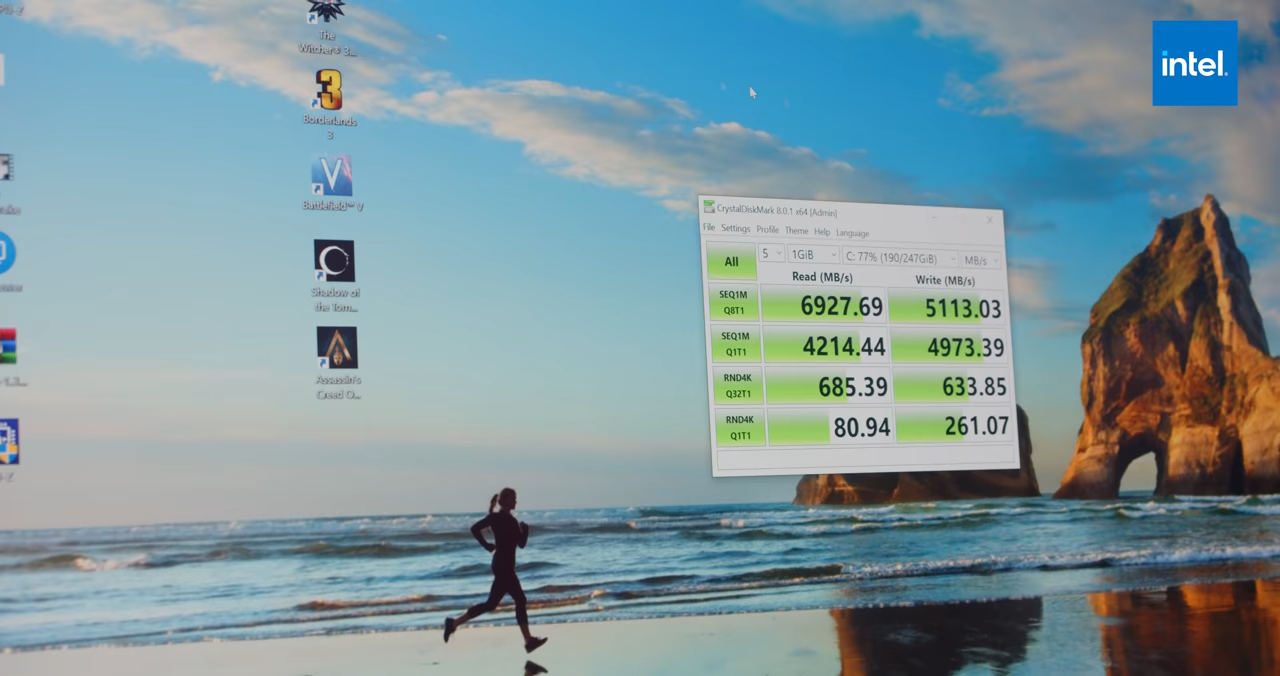 The
Witcher® 3...
Borderlands
3
Battlefield™ V
Shadow of
the Tom...
Assassin's
Creed O...
intel.
CrystalDiskMark 8.0.1 x64 [Admin]
File Settings Profile Theme Help Language
All 5 1GiB C: 77% (190/247GiB) MB/s
Read (MB/s) Write (MB/s)
SEQ1M
Q8T1 6927.69 5113.03
SEQ1M
Q1T1 4214.44 4973.39
RND4K
Q32T1 685.39 633.85
RND4K
Q1T1 80.94 261.07